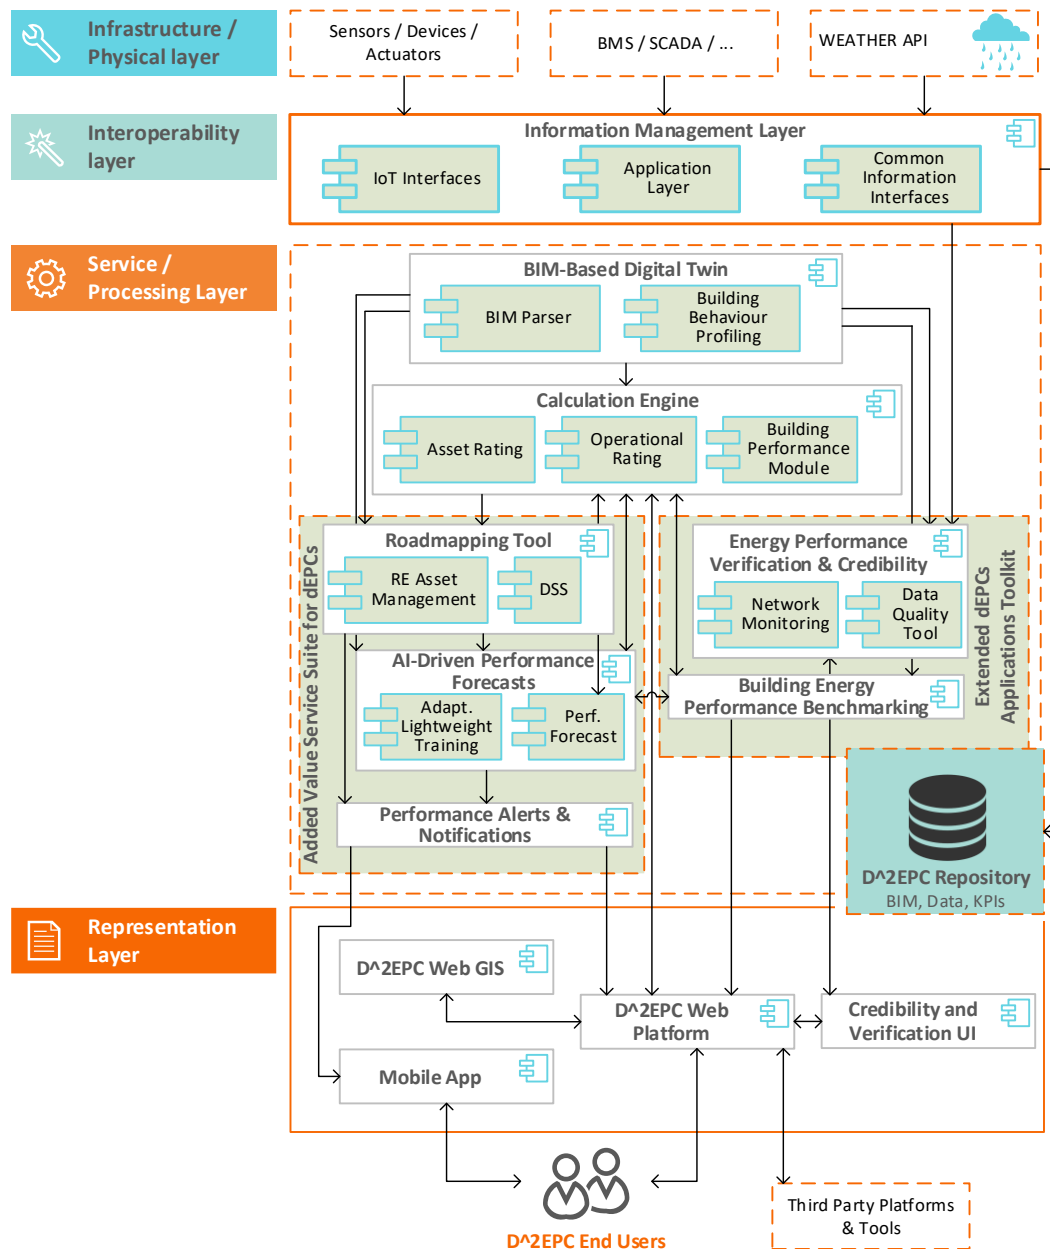 Infrastructure /
Physical layer
Sensors / Devices /
Actuators
BMS / SCADA / ...
WEATHER API
Interoperability
layer
Information Management Layer
IoT Interfaces
Application
Layer
Common
Information
Interfaces
Service /
Processing Layer
BIM-Based Digital Twin
BIM Parser
Building
Behaviour
Profiling
Calculation Engine
Asset Rating
Operational
Rating
Building
Performance
Module
Added Value Service Suite for dEPCs
Roadmapping Tool
RE Asset
Management
DSS
AI-Driven Performance
Forecasts
Adapt.
Lightweight
Training
Perf.
Forecast
Performance Alerts &
Notifications
Energy Performance
Verification & Credibility
Network
Monitoring
Data
Quality
Tool
Building Energy
Performance Benchmarking
Extended dEPCs
Applications Toolkit
D^2EPC Repository
BIM, Data, KPIs
Representation
Layer
D^2EPC Web GIS
D^2EPC Web
Platform
Credibility and
Verification UI
Mobile App
D^2EPC End Users
Third Party Platforms
& Tools